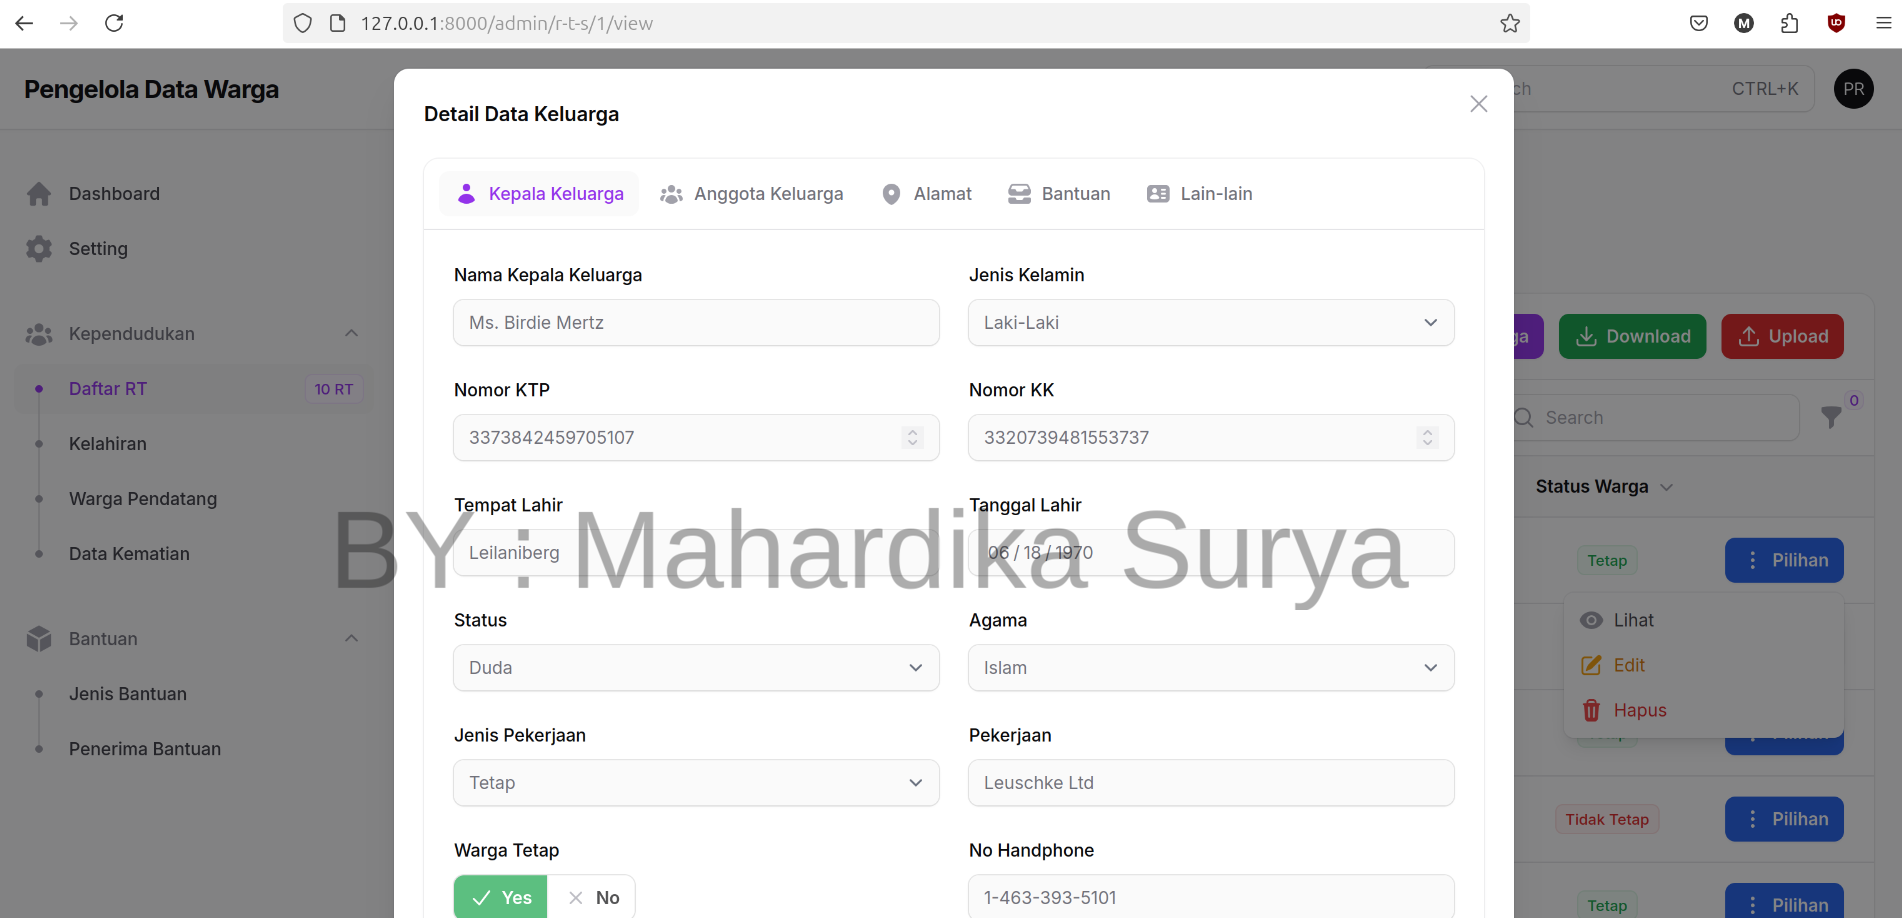 127.0.0.1:8000/admin/r-t-s/1/view
M
Pengelola Data Warga
CTRL+K
PR
Dashboard
Setting
Kependudukan
Daftar RT
10 RT
Kelahiran
Warga Pendatang
Data Kematian
Bantuan
Jenis Bantuan
Penerima Bantuan
Detail Data Keluarga
Kepala Keluarga
Anggota Keluarga
Alamat
Bantuan
Lain-lain
Nama Kepala Keluarga
Jenis Kelamin
Ms. Birdie Mertz
Laki-Laki
Nomor KTP
Nomor KK
3373842459705107
3320739481553737
Tempat Lahir
Tanggal Lahir
Leilaniberg
06 / 18 / 1970
BY : Mahardika Surya
Status
Agama
Duda
Islam
Jenis Pekerjaan
Pekerjaan
Tetap
Leuschke Ltd
Warga Tetap
No Handphone
Yes
No
1-463-393-5101
Download
Upload
0
Search
Status Warga
Tetap
Pilihan
Lihat
Edit
Hapus
Tidak Tetap
Pilihan
Tetap
Pilihan